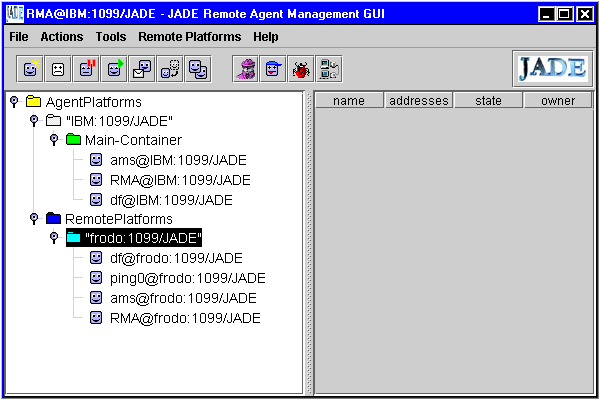 JADE RMA@IBM:1099/JADE - JADE Remote Agent Management GUI
File Actions Tools Remote Platforms Help
JADE
AgentPlatforms
"IBM:1099/JADE"
Main-Container
ams@IBM:1099/JADE
RMA@IBM:1099/JADE
df@IBM:1099/JADE
RemotePlatforms
"frodo:1099/JADE"
df@frodo:1099/JADE
ping0@frodo:1099/JADE
ams@frodo:1099/JADE
RMA@frodo:1099/JADE
name addresses state owner